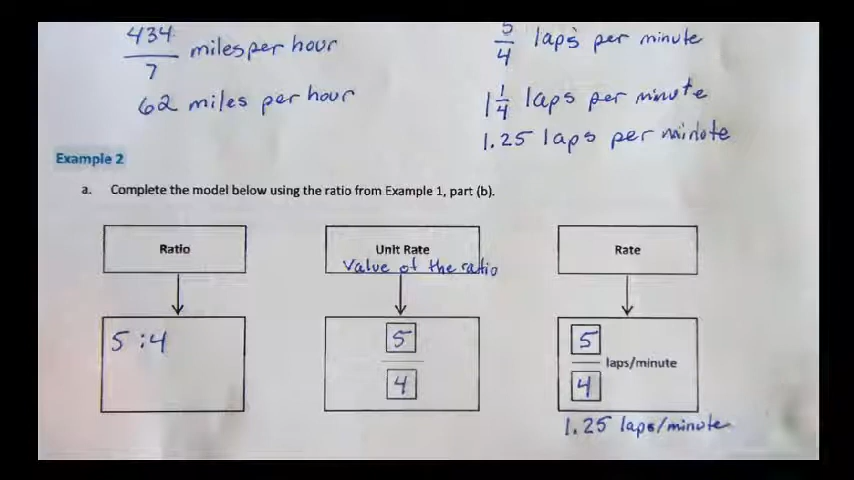 434
7
miles per hour
62 miles per hour
5
4
laps per minute
1 1/4 laps per minute
1.25 laps per minute
Example 2
a. Complete the model below using the ratio from Example 1, part (b).
Ratio
Unit Rate
Value of the ratio
Rate
5 : 4
5
4
5
4
laps/minute
1.25 laps/minute